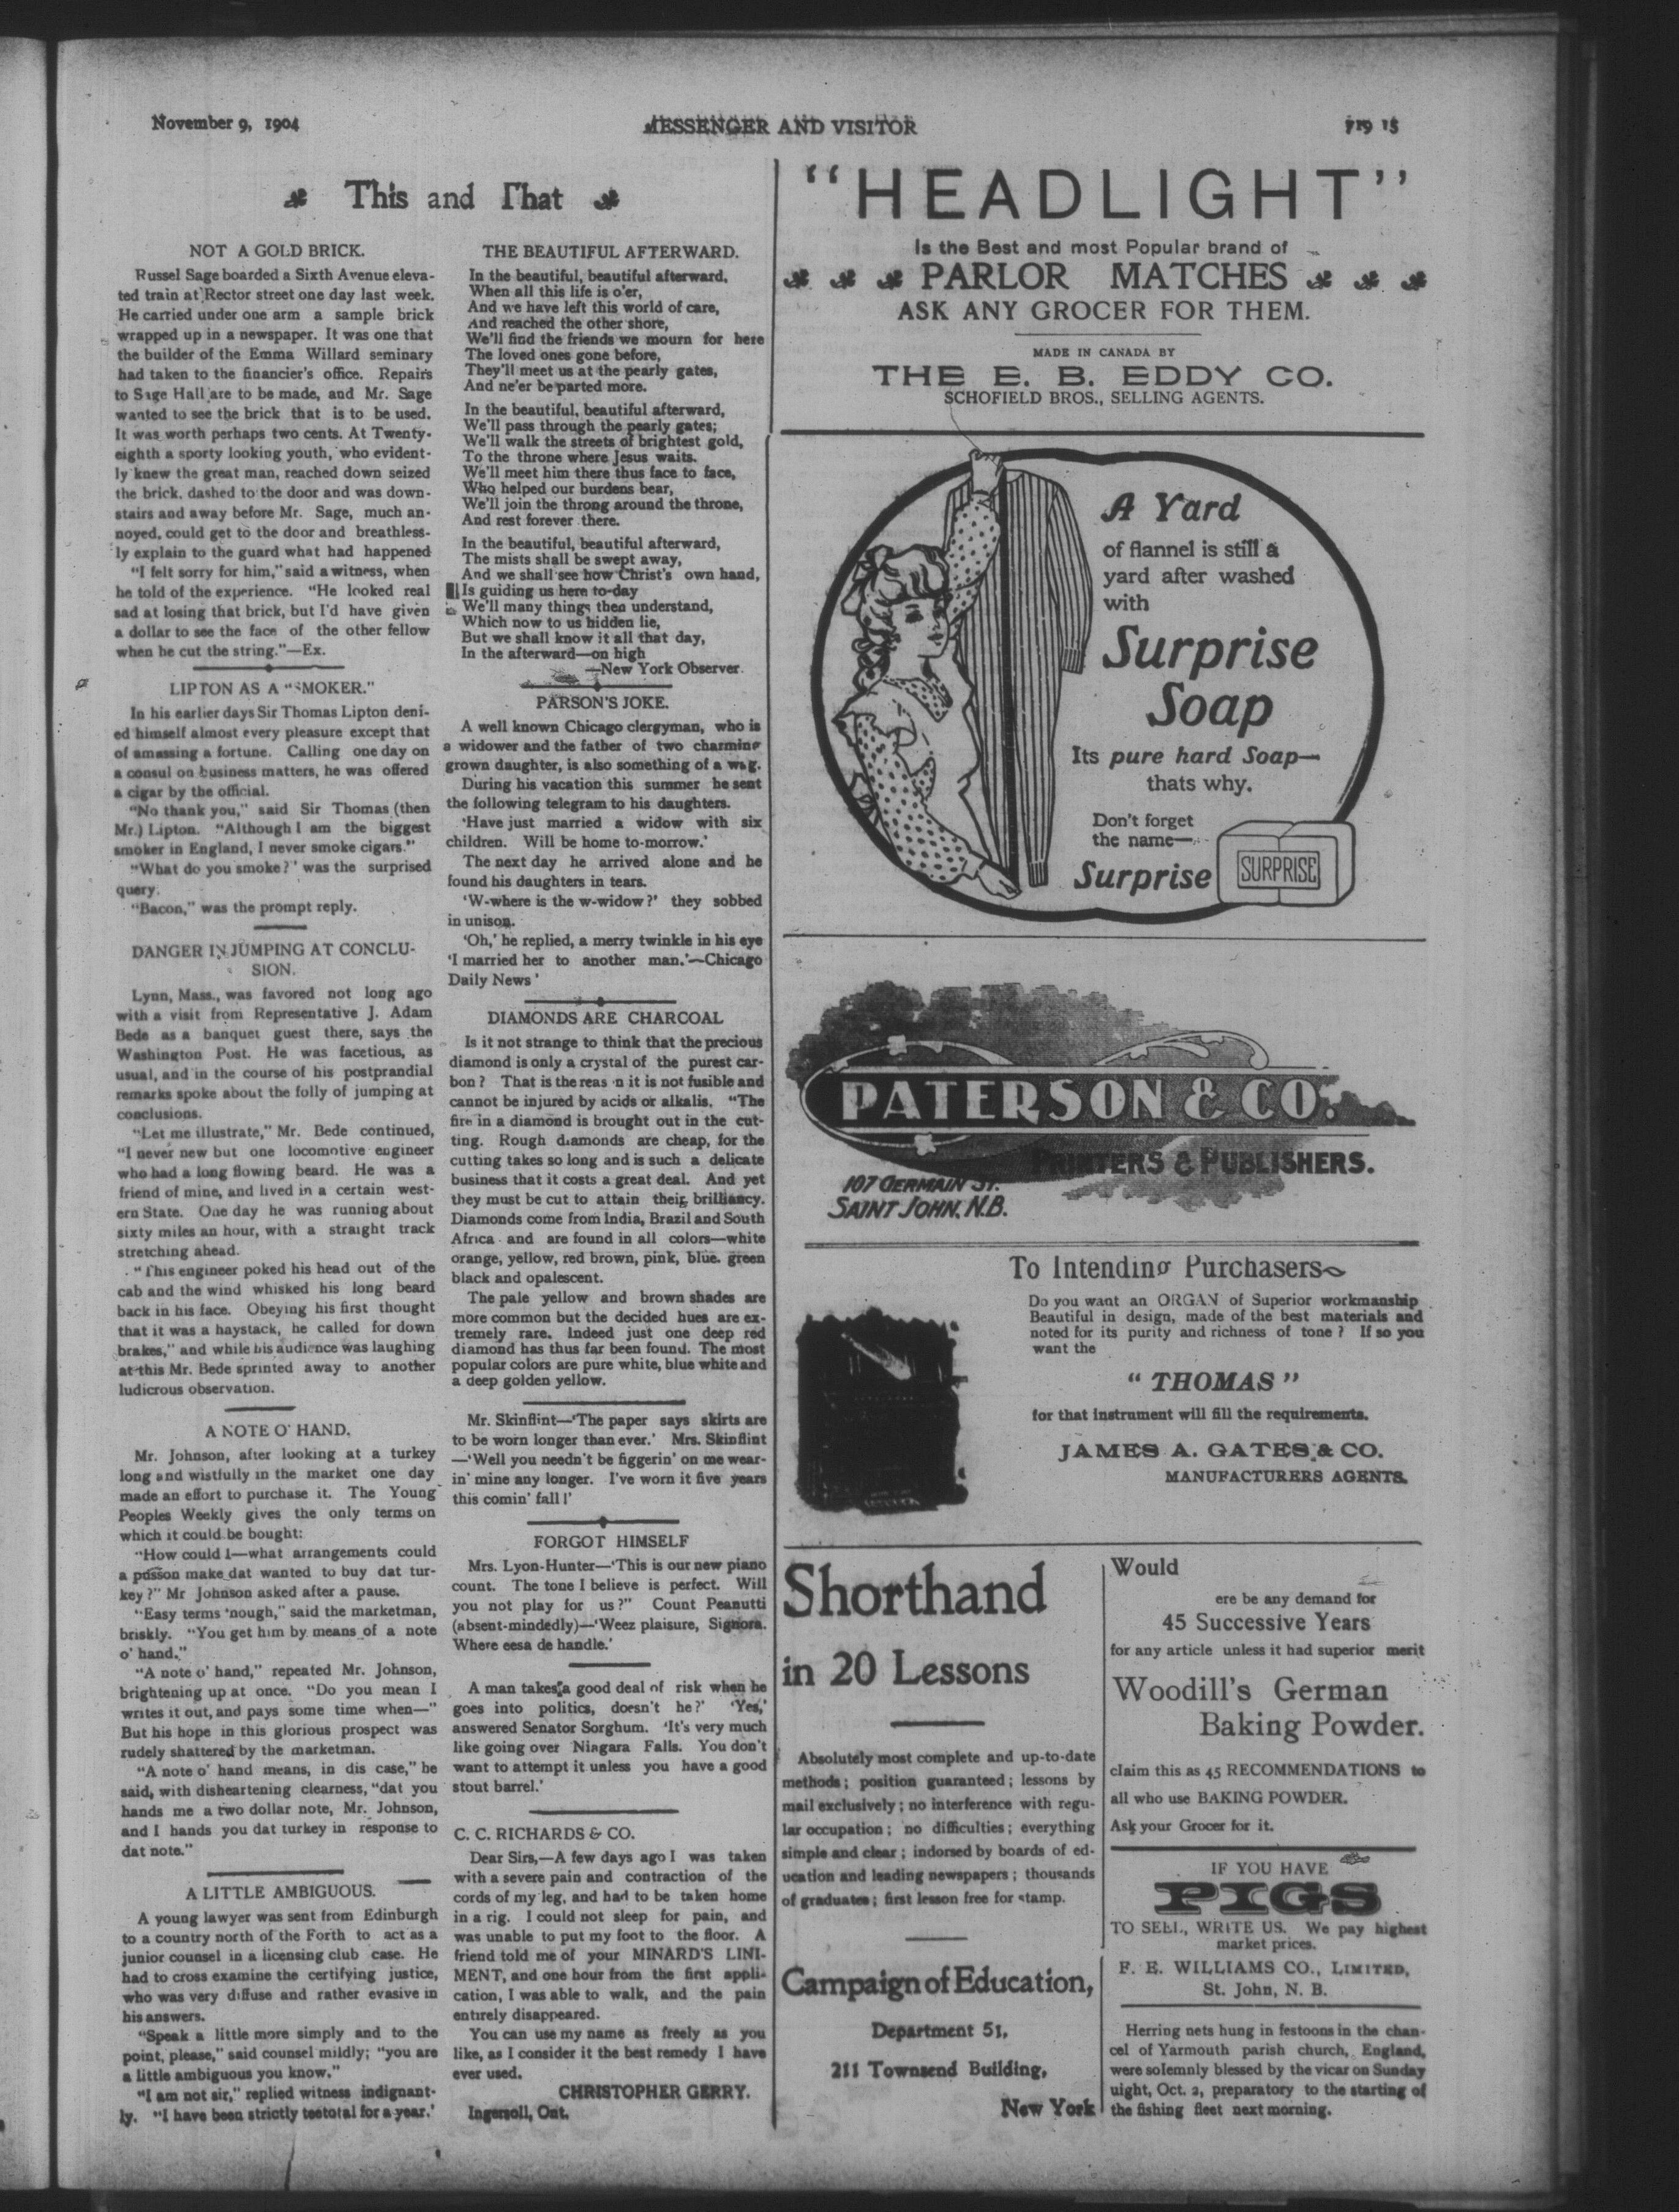 November 9, 1904
MESSENGER AND VISITOR
719 15
This and That
NOT A GOLD BRICK.
Russel Sage boarded a Sixth Avenue eleva-
ted train at Rector street one day last week.
He carried under one arm a sample brick
wrapped up in a newspaper. It was one that
the builder of the Emma Willard seminary
had taken to the financier's office. Repairs
to Sage Hall are to be made, and Mr. Sage
wanted to see the brick that is to be used.
It was worth perhaps two cents. At Twenty-
eighth a sporty looking youth, who evident-
ly knew the great man, reached down seized
the brick, dashed to the door and was down-
stairs and away before Mr. Sage, much an-
noyed, could get to the door and breathless-
ly explain to the guard what had happened
"I felt sorry for him," said a witness, when
he told of the experience. "He looked real
sad at losing that brick, but I'd have given
a dollar to see the face of the other fellow
when he cut the string."—Ex.
LIPTON AS A "SMOKER."
In his earlier days Sir Thomas Lipton deni-
ed himself almost every pleasure except that
of amassing a fortune. Calling one day on
a consul on business matters, he was offered
a cigar by the official.
"No thank you," said Sir Thomas (then
Mr.) Lipton. "Although I am the biggest
smoker in England, I never smoke cigars."
"What do you smoke?' was the surprised
query.
"Bacon," was the prompt reply.
DANGER IN JUMPING AT CONCLU-
SION.
Lynn, Mass., was favored not long ago
with a visit from Representative J. Adam
Bede as a banquet guest there, says the
Washington Post. He was facetious, as
usual, and in the course of his postprandial
remarks spoke about the folly of jumping at
conclusions.
"Let me illustrate," Mr. Bede continued,
"I never new but one locomotive engineer
who had a long flowing beard. He was a
friend of mine, and lived in a certain west-
ern State. One day he was running about
sixty miles an hour, with a straight track
stretching ahead.
"This engineer poked his head out of the
cab and the wind whisked his long beard
back in his face. Obeying his first thought
that it was a haystack, he called for down
brakes," and while his audience was laughing
at this Mr. Bede sprinted away to another
ludicrous observation.
A NOTE O' HAND.
Mr. Johnson, after looking at a turkey
long and wistfully in the market one day
made an effort to purchase it. The Young
Peoples Weekly gives the only terms on
which it could be bought:
"How could I—what arrangements could
a pusson make dat wanted to buy dat tur-
key?" Mr Johnson asked after a pause.
"Easy terms 'nough," said the marketman,
briskly. "You get him by means of a note
o' hand."
"A note o' hand," repeated Mr. Johnson,
brightening up at once. "Do you mean I
writes it out, and pays some time when—"
But his hope in this glorious prospect was
rudely shattered by the marketman.
"A note o' hand means, in dis case," he
said, with disheartening clearness, "dat you
hands me a two dollar note, Mr. Johnson,
and I hands you dat turkey in response to
dat note."
A LITTLE AMBIGUOUS.
A young lawyer was sent from Edinburgh
to a country north of the Forth to act as a
junior counsel in a licensing club case. He
had to cross examine the certifying justice,
who was very diffuse and rather evasive in
his answers.
"Speak a little more simply and to the
point, please," said counsel mildly; "you are
a little ambiguous you know."
"I am not sir," replied witness indignant-
ly. "I have been strictly teetotal for a year.'
THE BEAUTIFUL AFTERWARD.
In the beautiful, beautiful afterward,
When all this life is o'er,
And we have left this world of care,
And reached the other shore,
We'll find the friends we mourn for here
The loved ones gone before,
They'll meet us at the pearly gates,
And ne'er be parted more.
In the beautiful, beautiful afterward,
We'll pass through the pearly gates;
We'll walk the streets of brightest gold,
To the throne where Jesus waits.
We'll meet him there thus face to face,
Who helped our burdens bear,
We'll join the throng around the throne,
And rest forever there.
In the beautiful, beautiful afterward,
The mists shall be swept away,
And we shall see how Christ's own hand,
Is guiding us here to-day
We'll many things then understand,
Which now to us hidden lie,
But we shall know it all that day,
In the afterward—on high
—New York Observer.
PARSON'S JOKE.
A well known Chicago clergyman, who is
a widower and the father of two charming
grown daughter, is also something of a wag.
During his vacation this summer he sent
the following telegram to his daughters.
'Have just married a widow with six
children. Will be home to-morrow.'
The next day he arrived alone and he
found his daughters in tears.
'W-where is the w-widow?' they sobbed
in unison.
'Oh,' he replied, a merry twinkle in his eye
'I married her to another man.'—Chicago
Daily News'
DIAMONDS ARE CHARCOAL
Is it not strange to think that the precious
diamond is only a crystal of the purest car-
bon? That is the reas n it is not fusible and
cannot be injured by acids or alkalis. "The
fire in a diamond is brought out in the cut-
ting. Rough diamonds are cheap, for the
cutting takes so long and is such a delicate
business that it costs a great deal. And yet
they must be cut to attain their brilliancy.
Diamonds come from India, Brazil and South
Africa and are found in all colors—white
orange, yellow, red brown, pink, blue. green
black and opalescent.
The pale yellow and brown shades are
more common but the decided hues are ex-
tremely rare. Indeed just one deep red
diamond has thus far been found. The most
popular colors are pure white, blue white and
a deep golden yellow.
Mr. Skinflint—'The paper says skirts are
to be worn longer than ever.' Mrs. Skinflint
—'Well you needn't be figgerin' on me wear-
in' mine any longer. I've worn it five years
this comin' fall!'
FORGOT HIMSELF
Mrs. Lyon-Hunter—'This is our new piano
count. The tone I believe is perfect. Will
you not play for us?" Count Peanutti
(absent-mindedly)—'Weez plaisure, Signora.
Where eesa de handle.'
A man takes a good deal of risk when he
goes into politics, doesn't he?' 'Yes,'
answered Senator Sorghum. 'It's very much
like going over Niagara Falls. You don't
want to attempt it unless you have a good
stout barrel.'
C. C. RICHARDS & CO.
Dear Sirs,—A few days ago I was taken
with a severe pain and contraction of the
cords of my leg, and had to be taken home
in a rig. I could not sleep for pain, and
was unable to put my foot to the floor. A
friend told me of your MINARD'S LINI-
MENT, and one hour from the first appli-
cation, I was able to walk, and the pain
entirely disappeared.
You can use my name as freely as you
like, as I consider it the best remedy I have
ever used.
CHRISTOPHER GERRY.
Ingersoll, Ont.
"HEADLIGHT"
Is the Best and most Popular brand of
PARLOR MATCHES
ASK ANY GROCER FOR THEM.
MADE IN CANADA BY
THE E. B. EDDY CO.
SCHOFIELD BROS., SELLING AGENTS.
A Yard
of flannel is still a
yard after washed
with
Surprise
Soap
Its pure hard Soap—
thats why.
Don't forget
the name—
Surprise
SURPRISE
PATERSON & CO.
PRINTERS & PUBLISHERS.
107 GERMAIN ST.
SAINT JOHN, N.B.
To Intending Purchasers
Do you want an ORGAN of Superior workmanship
Beautiful in design, made of the best materials and
noted for its purity and richness of tone? If so you
want the
"THOMAS"
for that instrument will fill the requirements.
JAMES A. GATES & CO.
MANUFACTURERS AGENTS.
Shorthand
in 20 Lessons
Absolutely most complete and up-to-date
methods; position guaranteed; lessons by
mail exclusively; no interference with regu-
lar occupation; no difficulties; everything
simple and clear; indorsed by boards of ed-
ucation and leading newspapers; thousands
of graduates; first lesson free for stamp.
Campaign of Education,
Department 51,
211 Townsend Building,
New York
Would
ere be any demand for
45 Successive Years
for any article unless it had superior merit
Woodill's German
Baking Powder.
claim this as 45 RECOMMENDATIONS to
all who use BAKING POWDER.
Ask your Grocer for it.
IF YOU HAVE
PIGS
TO SELL, WRITE US. We pay highest
market prices.
F. E. WILLIAMS CO., LIMITED,
St. John, N. B.
Herring nets hung in festoons in the chan-
cel of Yarmouth parish church, England,
were solemnly blessed by the vicar on Sunday
uight, Oct. 2, preparatory to the starting of
the fishing fleet next morning.